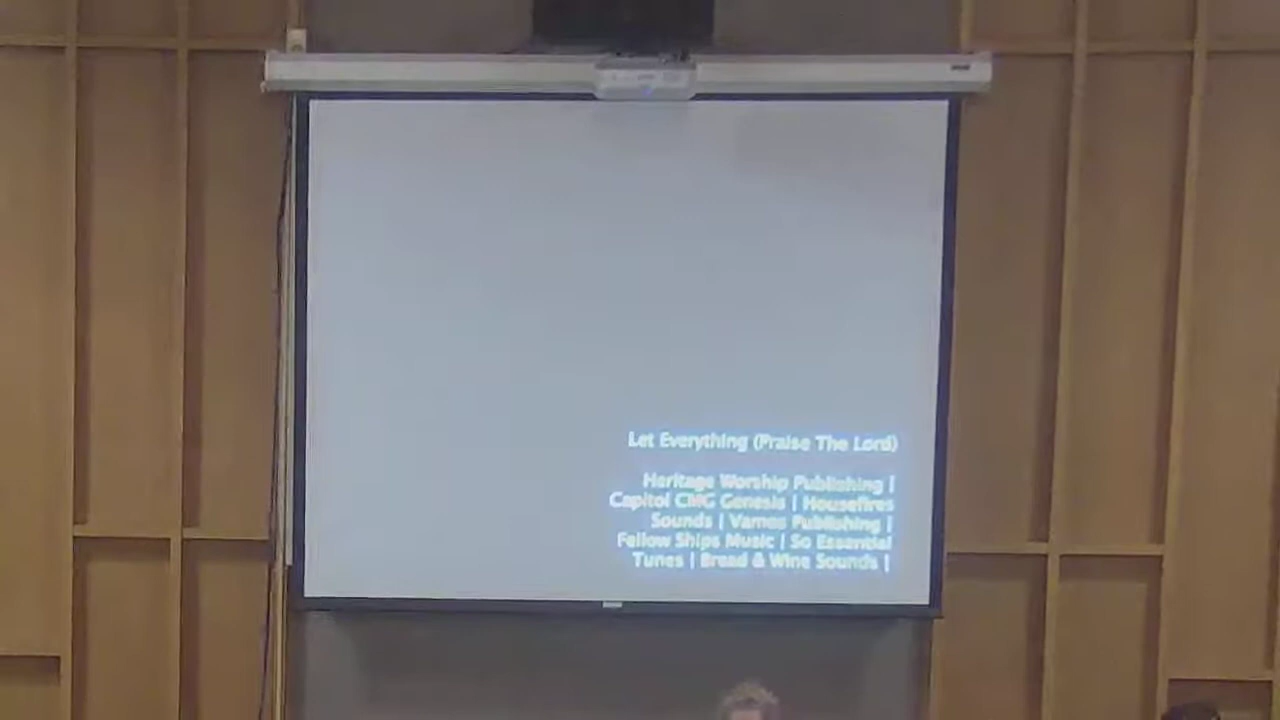 Let Everything (Praise The Lord)
Heritage Worship Publishing |
Capitol CMG Genesis | Housefires
Sounds | Vamos Publishing |
Fellow Ships Music | So Essential
Tunes | Bread & Wine Sounds |